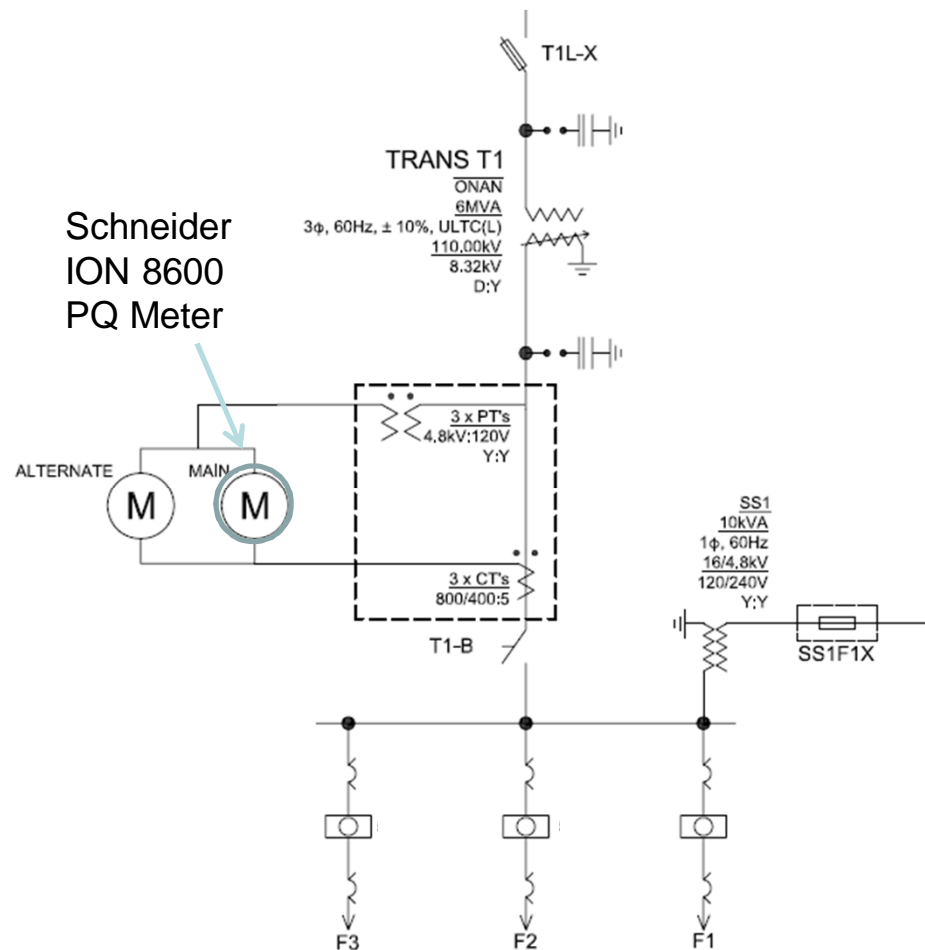 T1L-X
TRANS T1
ONAN
6MVA
3ϕ, 60Hz, ± 10%, ULTC(L)
110.00kV
8.32kV
D:Y
Schneider
ION 8600
PQ Meter
3 x PT's
4.8kV:120V
Y:Y
ALTERNATE
MAIN
M
M
3 x CT's
800/400:5
T1-B
SS1
10kVA
1ϕ, 60Hz
16/4.8kV
120/240V
Y:Y
SS1F1X
F3
F2
F1